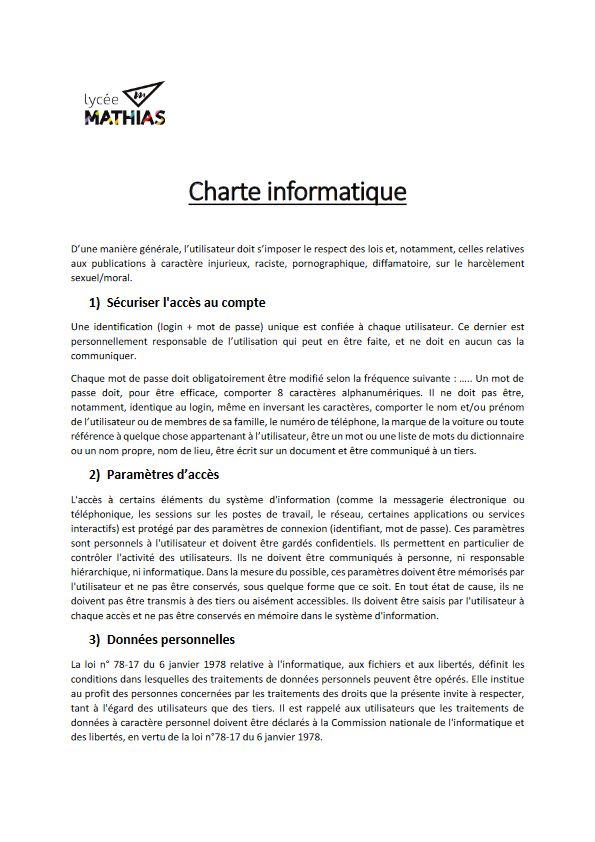 lycée
MATHIAS
Charte informatique
D’une manière générale, l’utilisateur doit s’imposer le respect des lois et, notamment, celles relatives
aux publications à caractère injurieux, raciste, pornographique, diffamatoire, sur le harcèlement
sexuel/moral.
1) Sécuriser l'accès au compte
Une identification (login + mot de passe) unique est confiée à chaque utilisateur. Ce dernier est
personnellement responsable de l’utilisation qui peut en être faite, et ne doit en aucun cas la
communiquer.
Chaque mot de passe doit obligatoirement être modifié selon la fréquence suivante : ….. Un mot de
passe doit, pour être efficace, comporter 8 caractères alphanumériques. Il ne doit pas être,
notamment, identique au login, même en inversant les caractères, comporter le nom et/ou prénom
de l’utilisateur ou de membres de sa famille, le numéro de téléphone, la marque de la voiture ou toute
référence à quelque chose appartenant à l’utilisateur, être un mot ou une liste de mots du dictionnaire
ou un nom propre, nom de lieu, être écrit sur un document et être communiqué à un tiers.
2) Paramètres d’accès
L'accès à certains éléments du système d'information (comme la messagerie électronique ou
téléphonique, les sessions sur les postes de travail, le réseau, certaines applications ou services
interactifs) est protégé par des paramètres de connexion (identifiant, mot de passe). Ces paramètres
sont personnels à l'utilisateur et doivent être gardés confidentiels. Ils permettent en particulier de
contrôler l'activité des utilisateurs. Ils ne doivent être communiqués à personne, ni responsable
hiérarchique, ni informatique. Dans la mesure du possible, ces paramètres doivent être mémorisés par
l'utilisateur et ne pas être conservés, sous quelque forme que ce soit. En tout état de cause, ils ne
doivent pas être transmis à des tiers ou aisément accessibles. Ils doivent être saisis par l'utilisateur à
chaque accès et ne pas être conservés en mémoire dans le système d'information.
3) Données personnelles
La loi n° 78-17 du 6 janvier 1978 relative à l'informatique, aux fichiers et aux libertés, définit les
conditions dans lesquelles des traitements de données personnels peuvent être opérés. Elle institue
au profit des personnes concernées par les traitements des droits que la présente invite à respecter,
tant à l'égard des utilisateurs que des tiers. Il est rappelé aux utilisateurs que les traitements de
données à caractère personnel doivent être déclarés à la Commission nationale de l'informatique et
des libertés, en vertu de la loi n°78-17 du 6 janvier 1978.